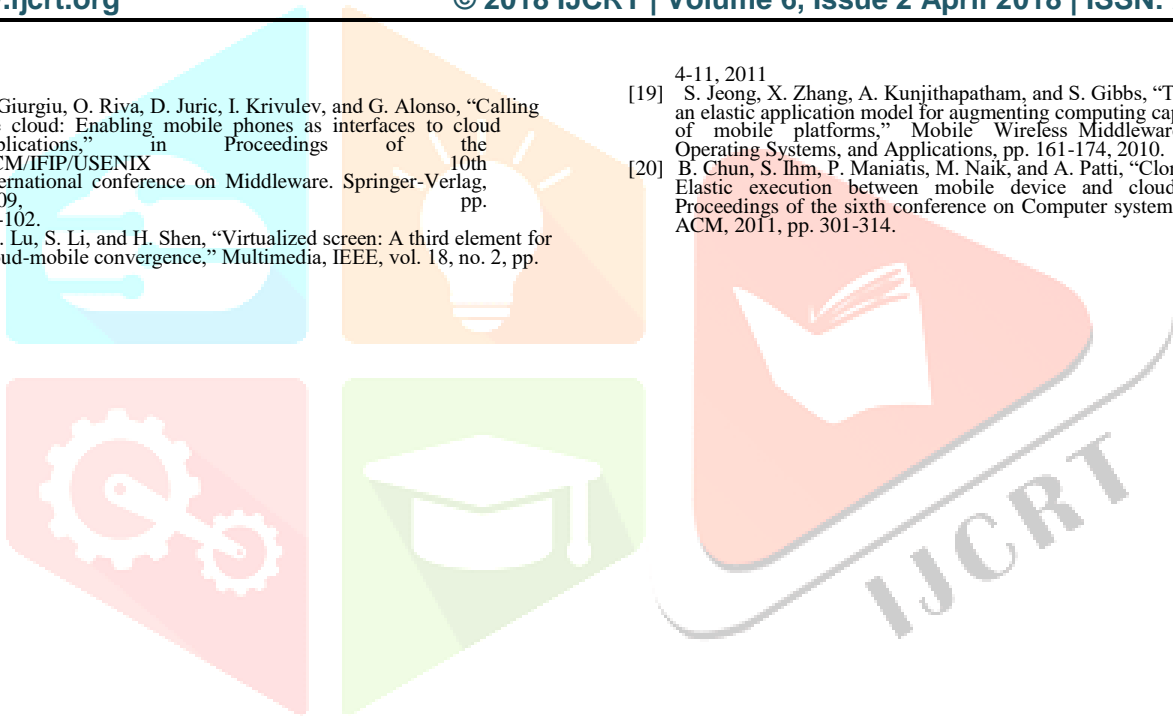 .ijcrt.org © 2018 IJCRT | Volume 6, Issue 2 April 2018 | ISSN:
Giurgiu, O. Riva, D. Juric, I. Krivulev, and G. Alonso, “Calling
e cloud: Enabling mobile phones as interfaces to cloud
plications,” in Proceedings of the
CM/IFIP/USENIX 10th
ernational conference on Middleware. Springer-Verlag,
09, pp.
-102.
. Lu, S. Li, and H. Shen, “Virtualized screen: A third element for
oud-mobile convergence,” Multimedia, IEEE, vol. 18, no. 2, pp.
4-11, 2011
[19] S. Jeong, X. Zhang, A. Kunjithapatham, and S. Gibbs, “T
an elastic application model for augmenting computing cap
of mobile platforms,” Mobile Wireless Middlewar
Operating Systems, and Applications, pp. 161-174, 2010.
[20] B. Chun, S. Ihm, P. Maniatis, M. Naik, and A. Patti, “Clon
Elastic execution between mobile device and cloud
Proceedings of the sixth conference on Computer system
ACM, 2011, pp. 301-314.
IJCRT